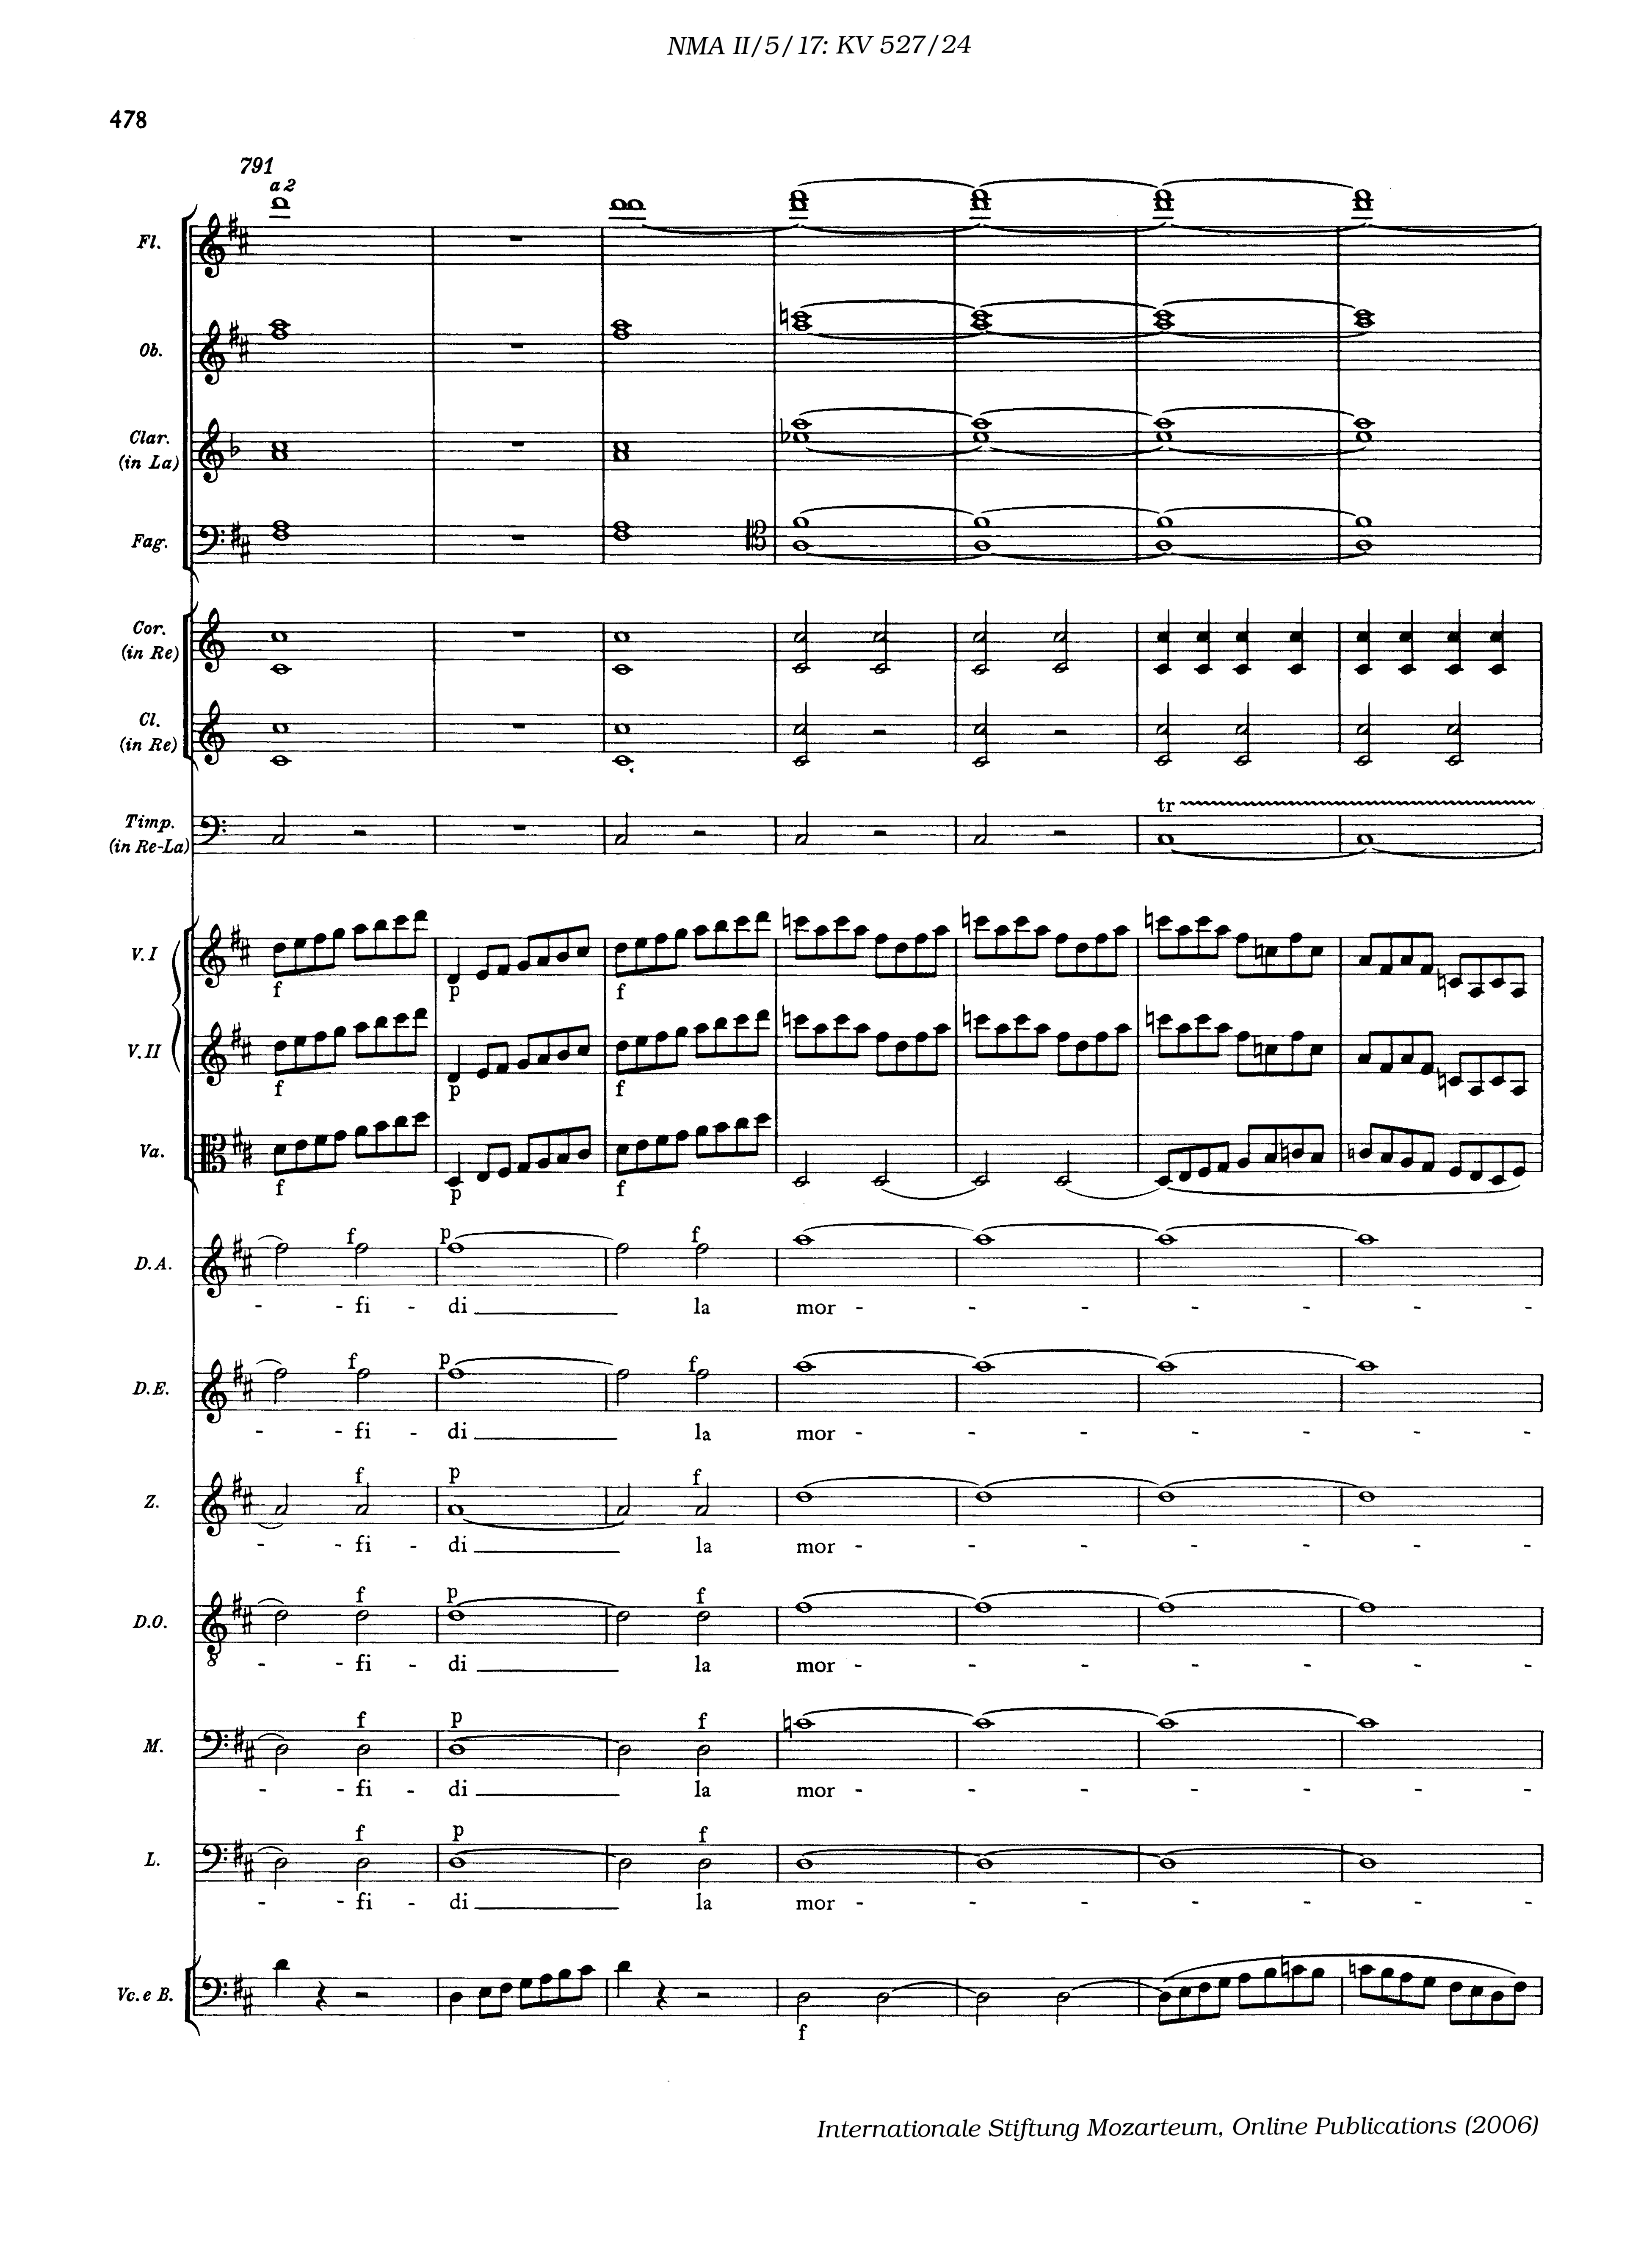 NMA II/5/17: KV 527/24
478
791
a 2
Fl.
Ob.
Clar.
(in La)
Fag.
Cor.
(in Re)
Cl.
(in Re)
tr
Timp.
(in Re-La)
V. I
f p f
V. II
f p f
Va.
f p f
f p f
D. A.
- - fi - di la mor - - - - - - -
f p f
D. E.
- - fi - di la mor - - - - - - -
f p f
Z.
- - fi - di la mor - - - - - - -
f p f
D.O.
8
- - fi - di la mor - - - - - - -
f p f
M.
- - fi - di la mor - - - - - - -
f p f
L.
- - fi - di la mor - - - - - - -
Vc. e B.
f
Internationale Stiftung Mozarteum, Online Publications (2006)